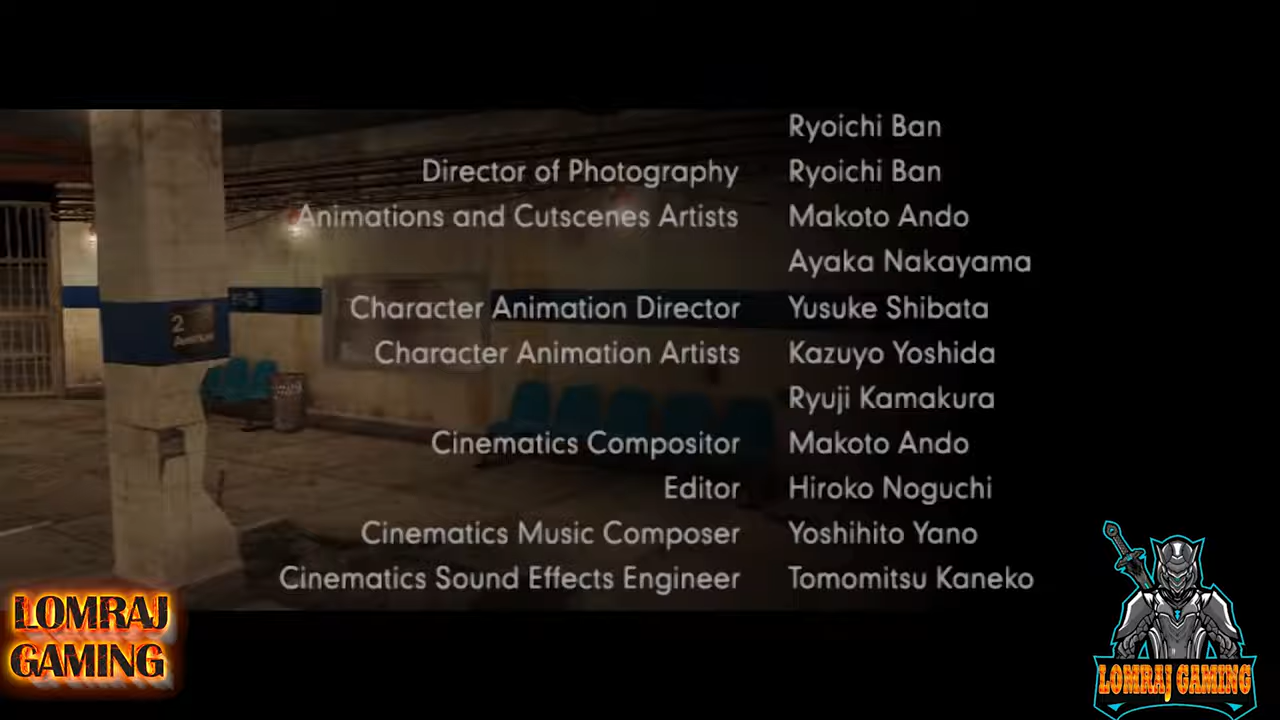 Ryoichi Ban
Director of Photography Ryoichi Ban
Animations and Cutscenes Artists Makoto Ando
Ayaka Nakayama
Character Animation Director Yusuke Shibata
Character Animation Artists Kazuyo Yoshida
Ryuji Kamakura
Cinematics Compositor Makoto Ando
Editor Hiroko Noguchi
Cinematics Music Composer Yoshihito Yano
Cinematics Sound Effects Engineer Tomomitsu Kaneko
2
LOMRAJ
GAMING
LOMRAJ GAMING